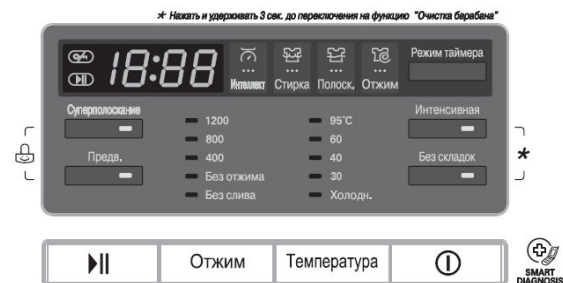 * Нажать и удерживать 3 сек. до переключения на функцию "Очистка барабана"
18:88
Интеллект Стирка Полоск. Отжим
Режим таймера
Суперполоскание
Интенсивная
1200 95°C
800 60
Предв.
Без складок
400 40
Без отжима 30
Без слива Холодн.
*
Отжим Температура
SMART
DIAGNOSIS